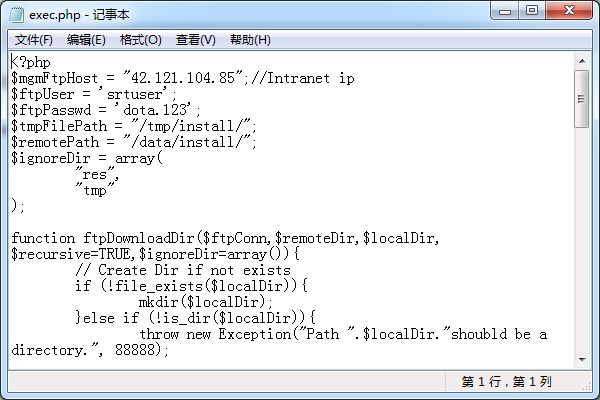 exec.php - 记事本
文件(F) 编辑(E) 格式(O) 查看(V) 帮助(H)
<?php
$mgmFtpHost = "42.121.104.85";//Intranet ip
$ftpUser = 'srtuser';
$ftpPasswd = 'dota.123';
$tmpFilePath = "/tmp/install/";
$remotePath = "/data/install/";
$ignoreDir = array(
        "res",
        "tmp"
);

function ftpDownloadDir($ftpConn,$remoteDir,$localDir,
$recursive=TRUE,$ignoreDir=array()){
        // Create Dir if not exists
        if (!file_exists($localDir)){
                mkdir($localDir);
        }else if (!is_dir($localDir)){
                throw new Exception("Path ".$localDir."shoubld be a
directory.", 88888);
第 1 行，第 1 列